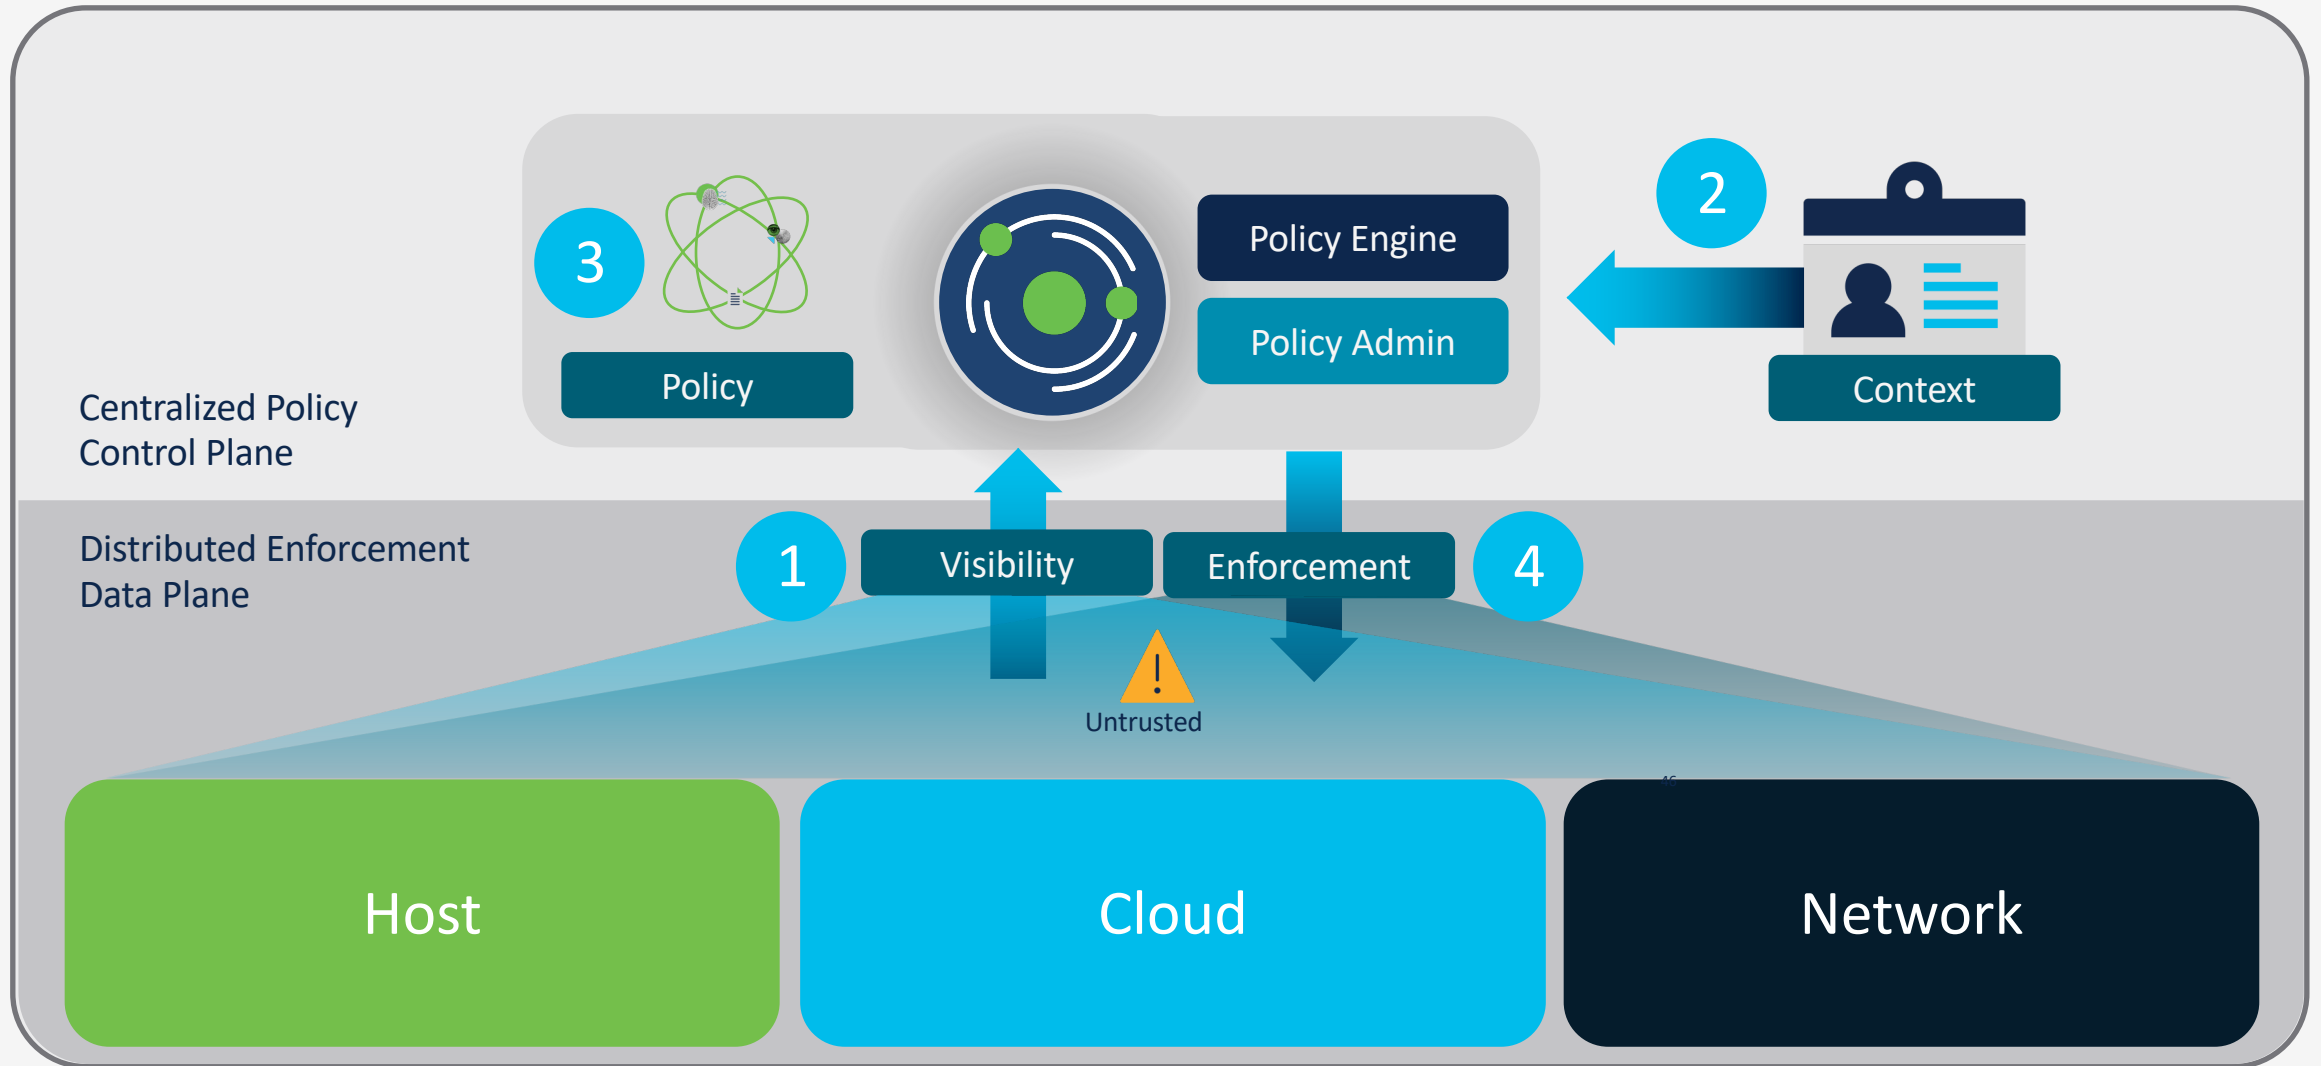 2
3
Policy Engine
Policy Admin
Policy
Context
Centralized Policy
Control Plane
Distributed Enforcement
Data Plane
1
Visibility
Enforcement
4
Untrusted
46
Host
Cloud
Network